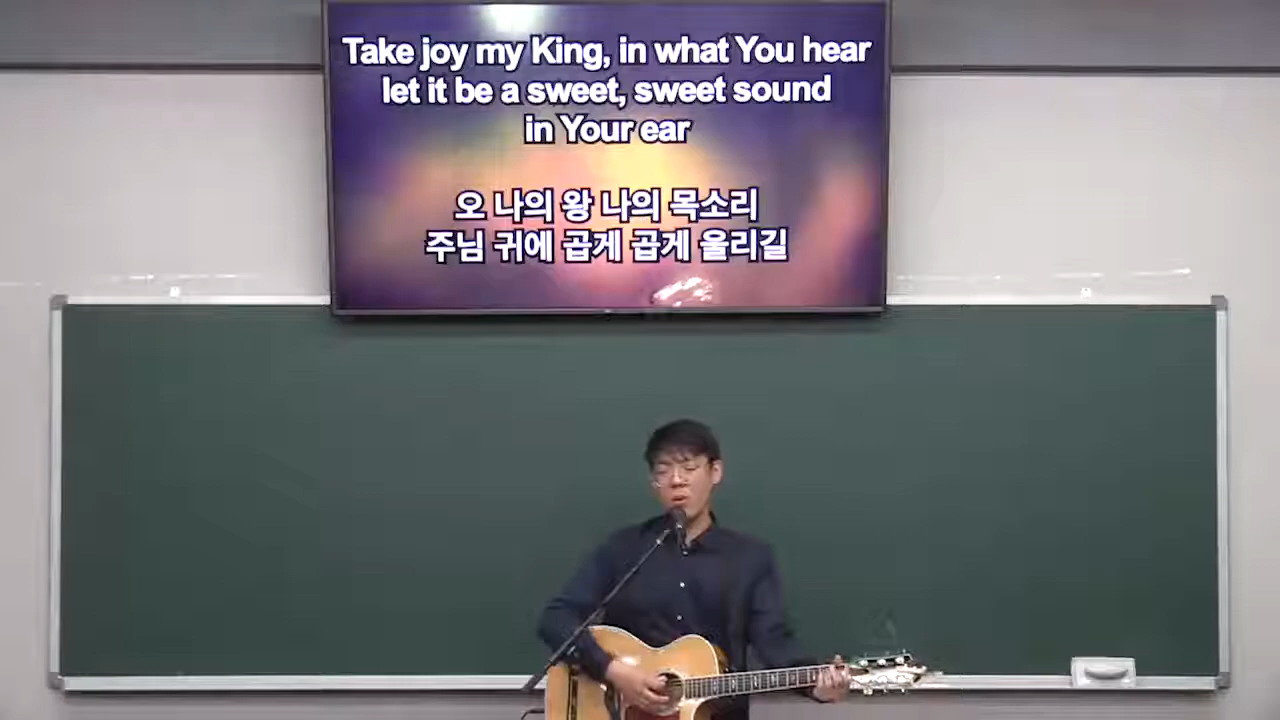 Take joy my King, in what You hear
let it be a sweet, sweet sound
in Your ear
오 나의 왕 나의 목소리
주님 귀에 곱게 곱게 울리길